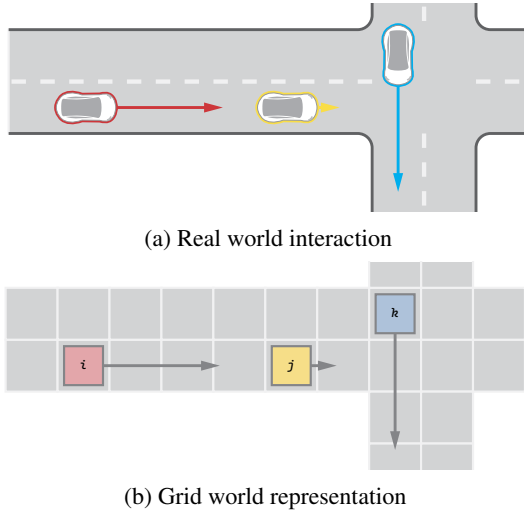 (a) Real world interaction
k
i
j
(b) Grid world representation